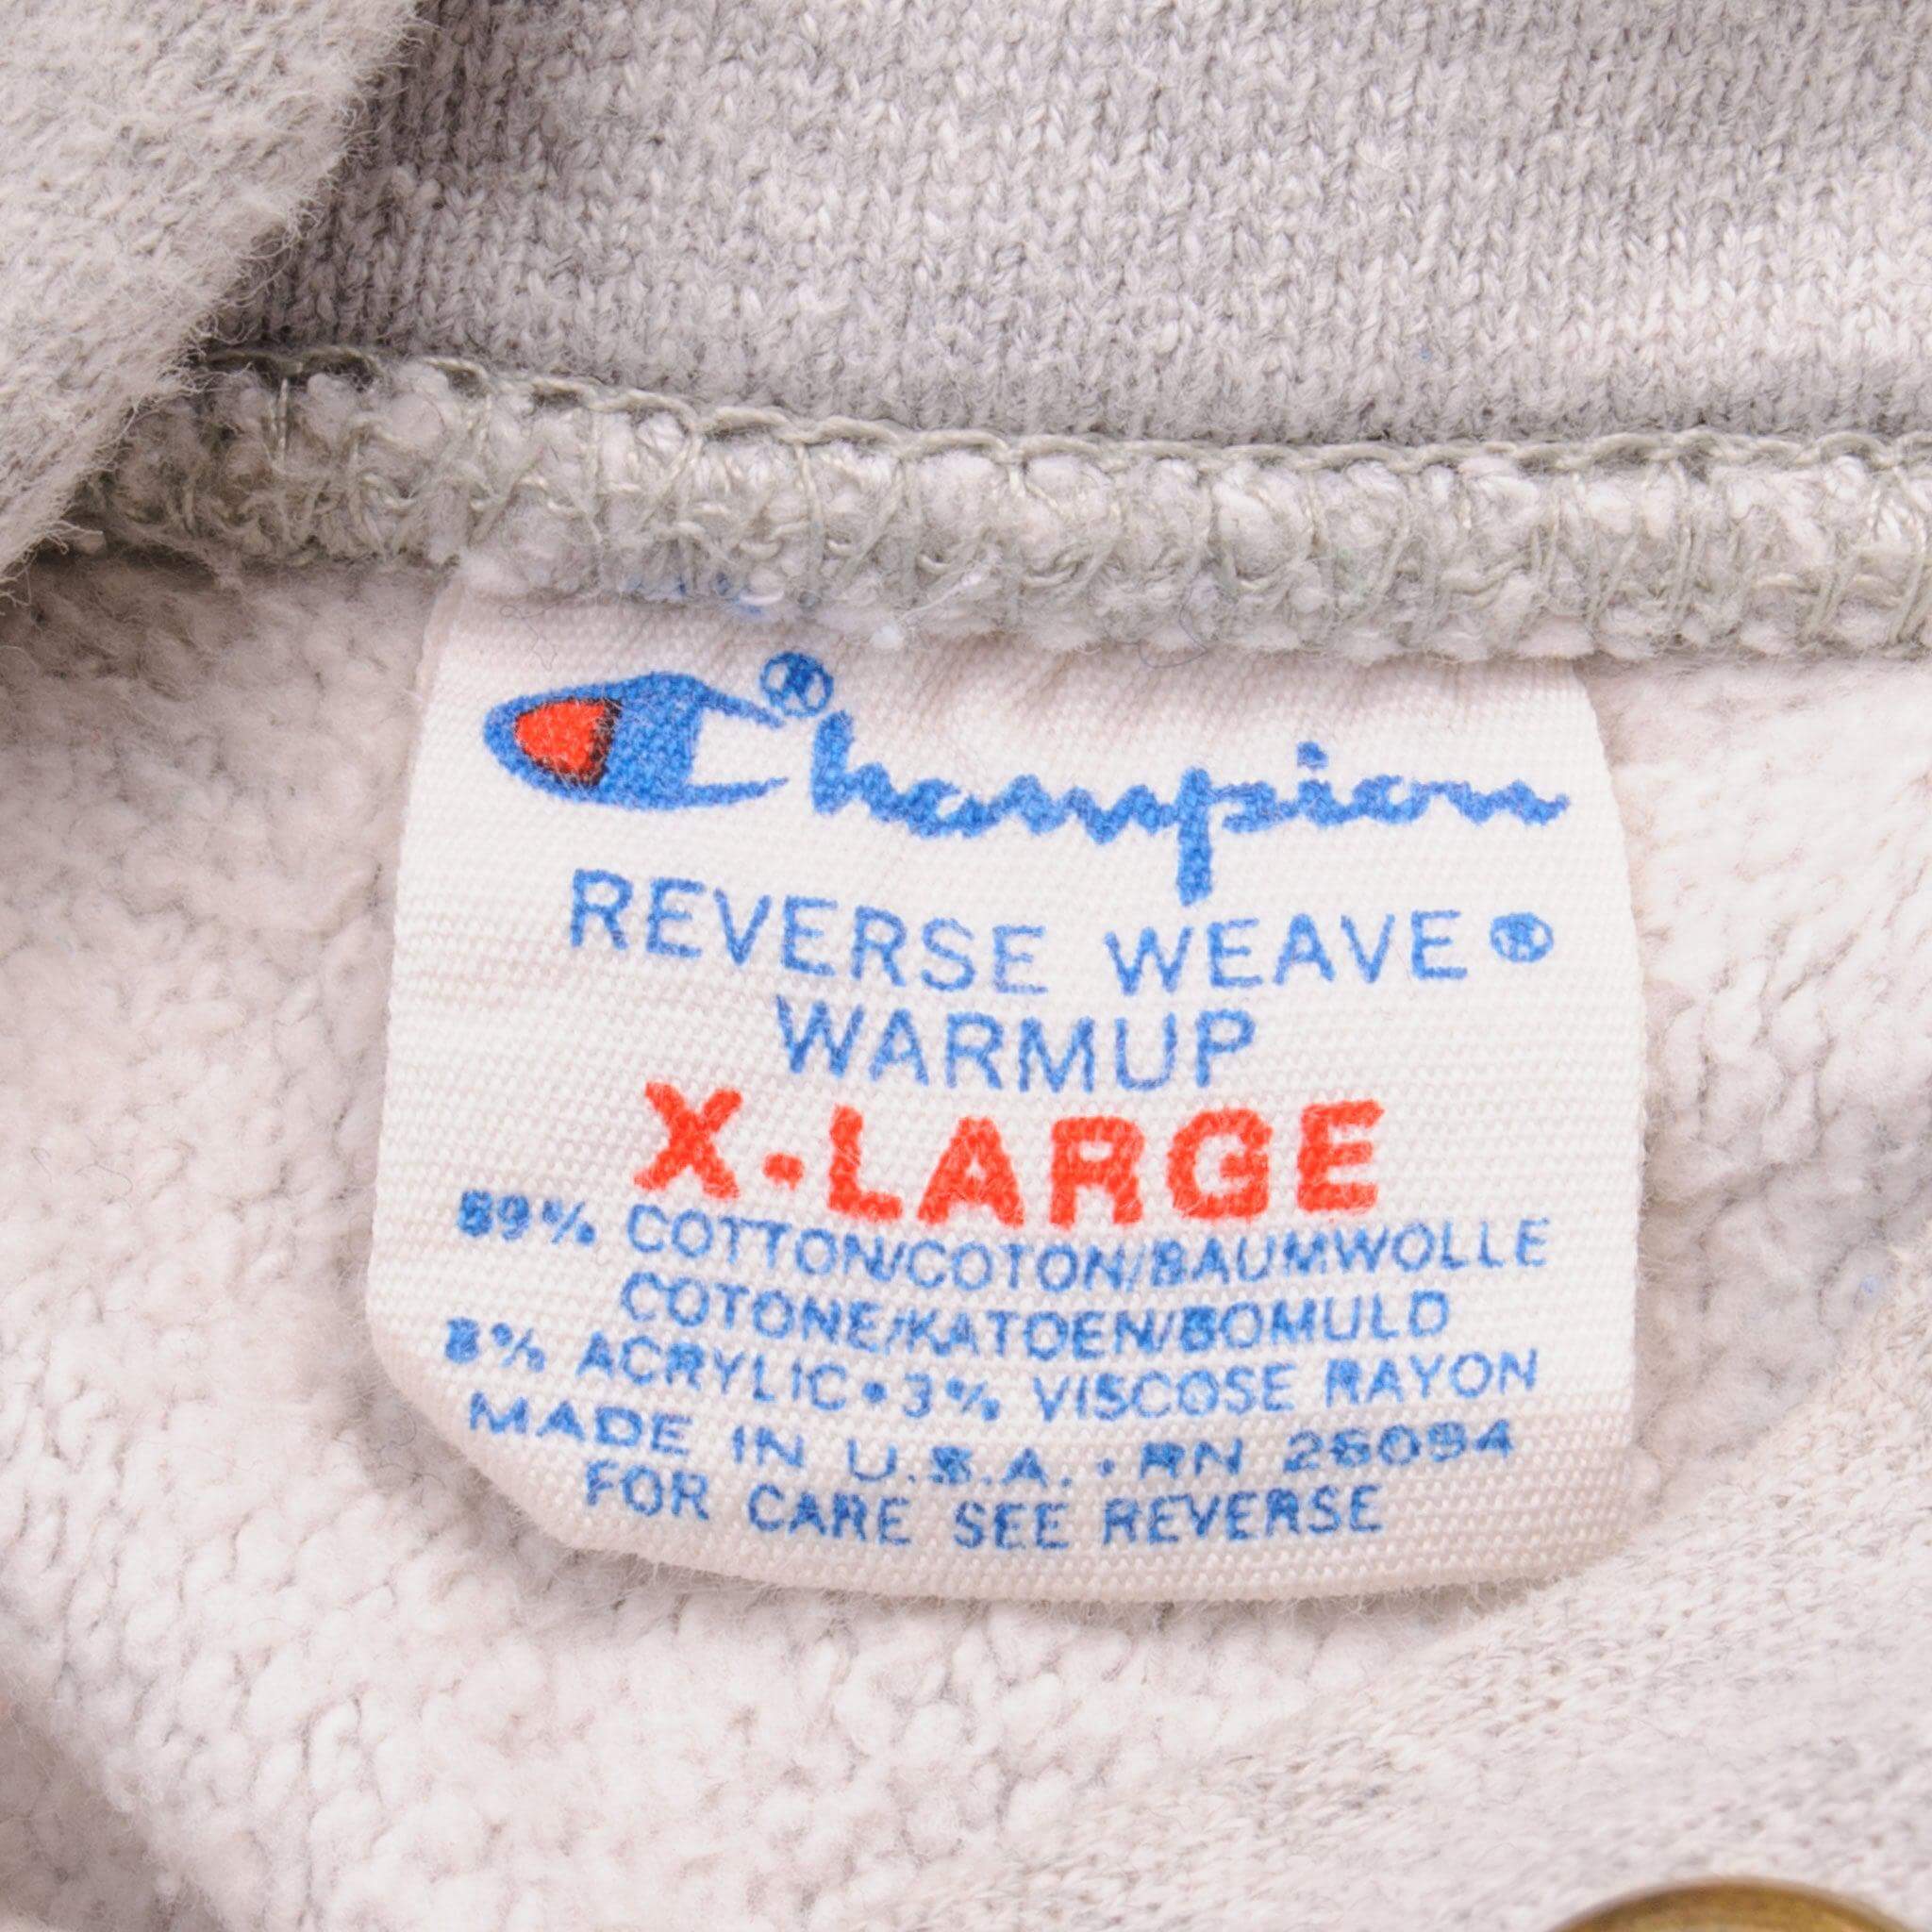 Champion®
REVERSE WEAVE®
WARMUP
X-LARGE
89% COTTON/COTON/BAUMWOLLE
COTONE/KATOEN/BOMULD
8% ACRYLIC•3% VISCOSE RAYON
MADE IN U.S.A. • RN 26094
FOR CARE SEE REVERSE